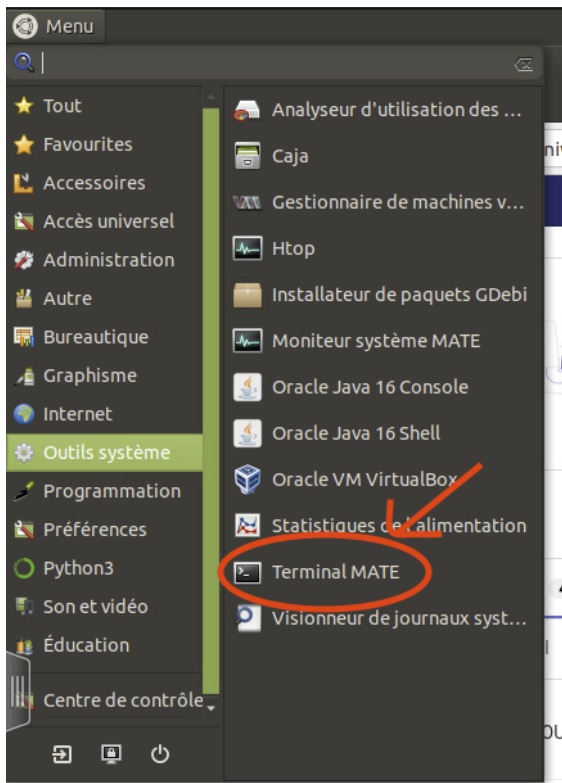 Menu
Tout
Favourites
Accessoires
Accès universel
Administration
Autre
Bureautique
Graphisme
Internet
Outils système
Programmation
Préférences
Python3
Son et vidéo
Éducation
Centre de contrôle
Analyseur d'utilisation des ...
Caja
Gestionnaire de machines v...
Htop
Installateur de paquets GDebi
Moniteur système MATE
Oracle Java 16 Console
Oracle Java 16 Shell
Oracle VM VirtualBox
Statistiques de l'alimentation
Terminal MATE
Visionneur de journaux syst...